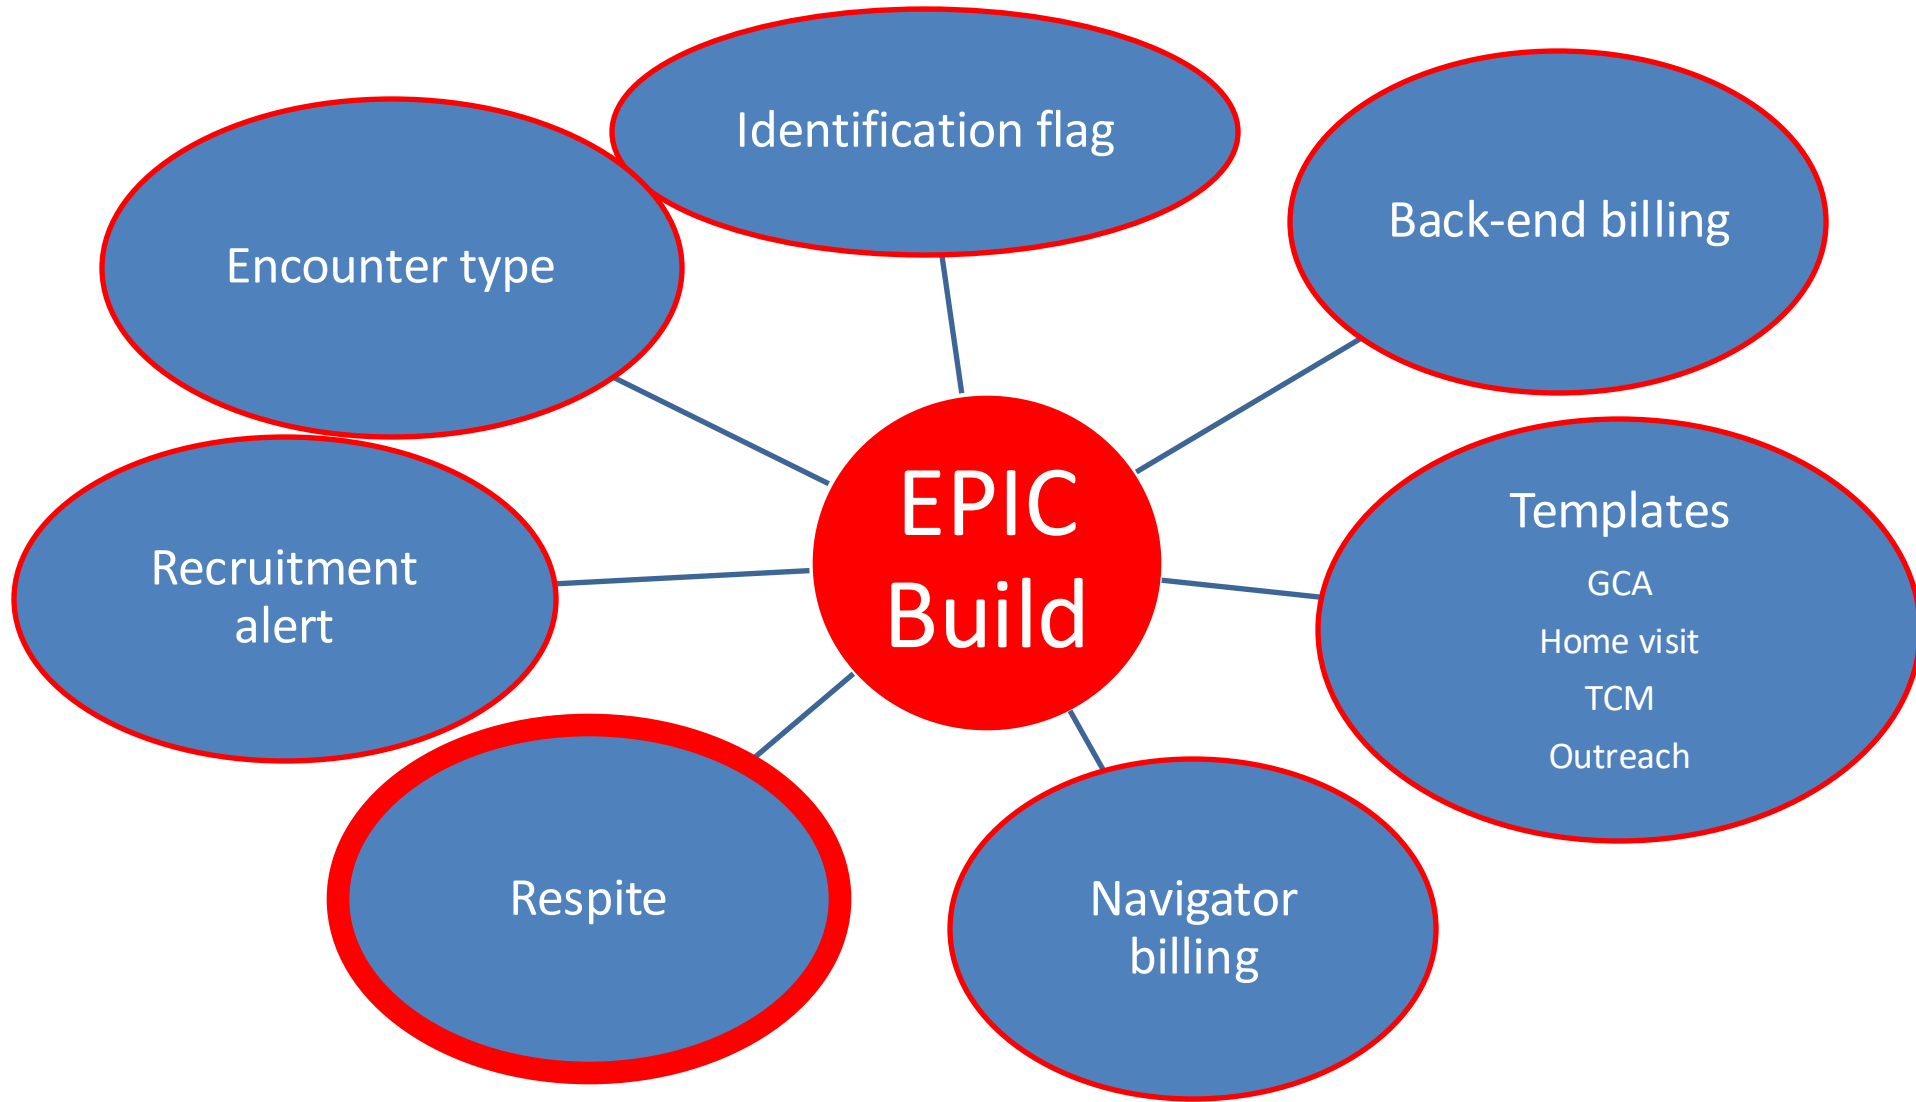 Identification flag
Back-end billing
Encounter type
EPIC
Build
Templates
GCA
Home visit
TCM
Outreach
Recruitment
alert
Respite
Navigator
billing